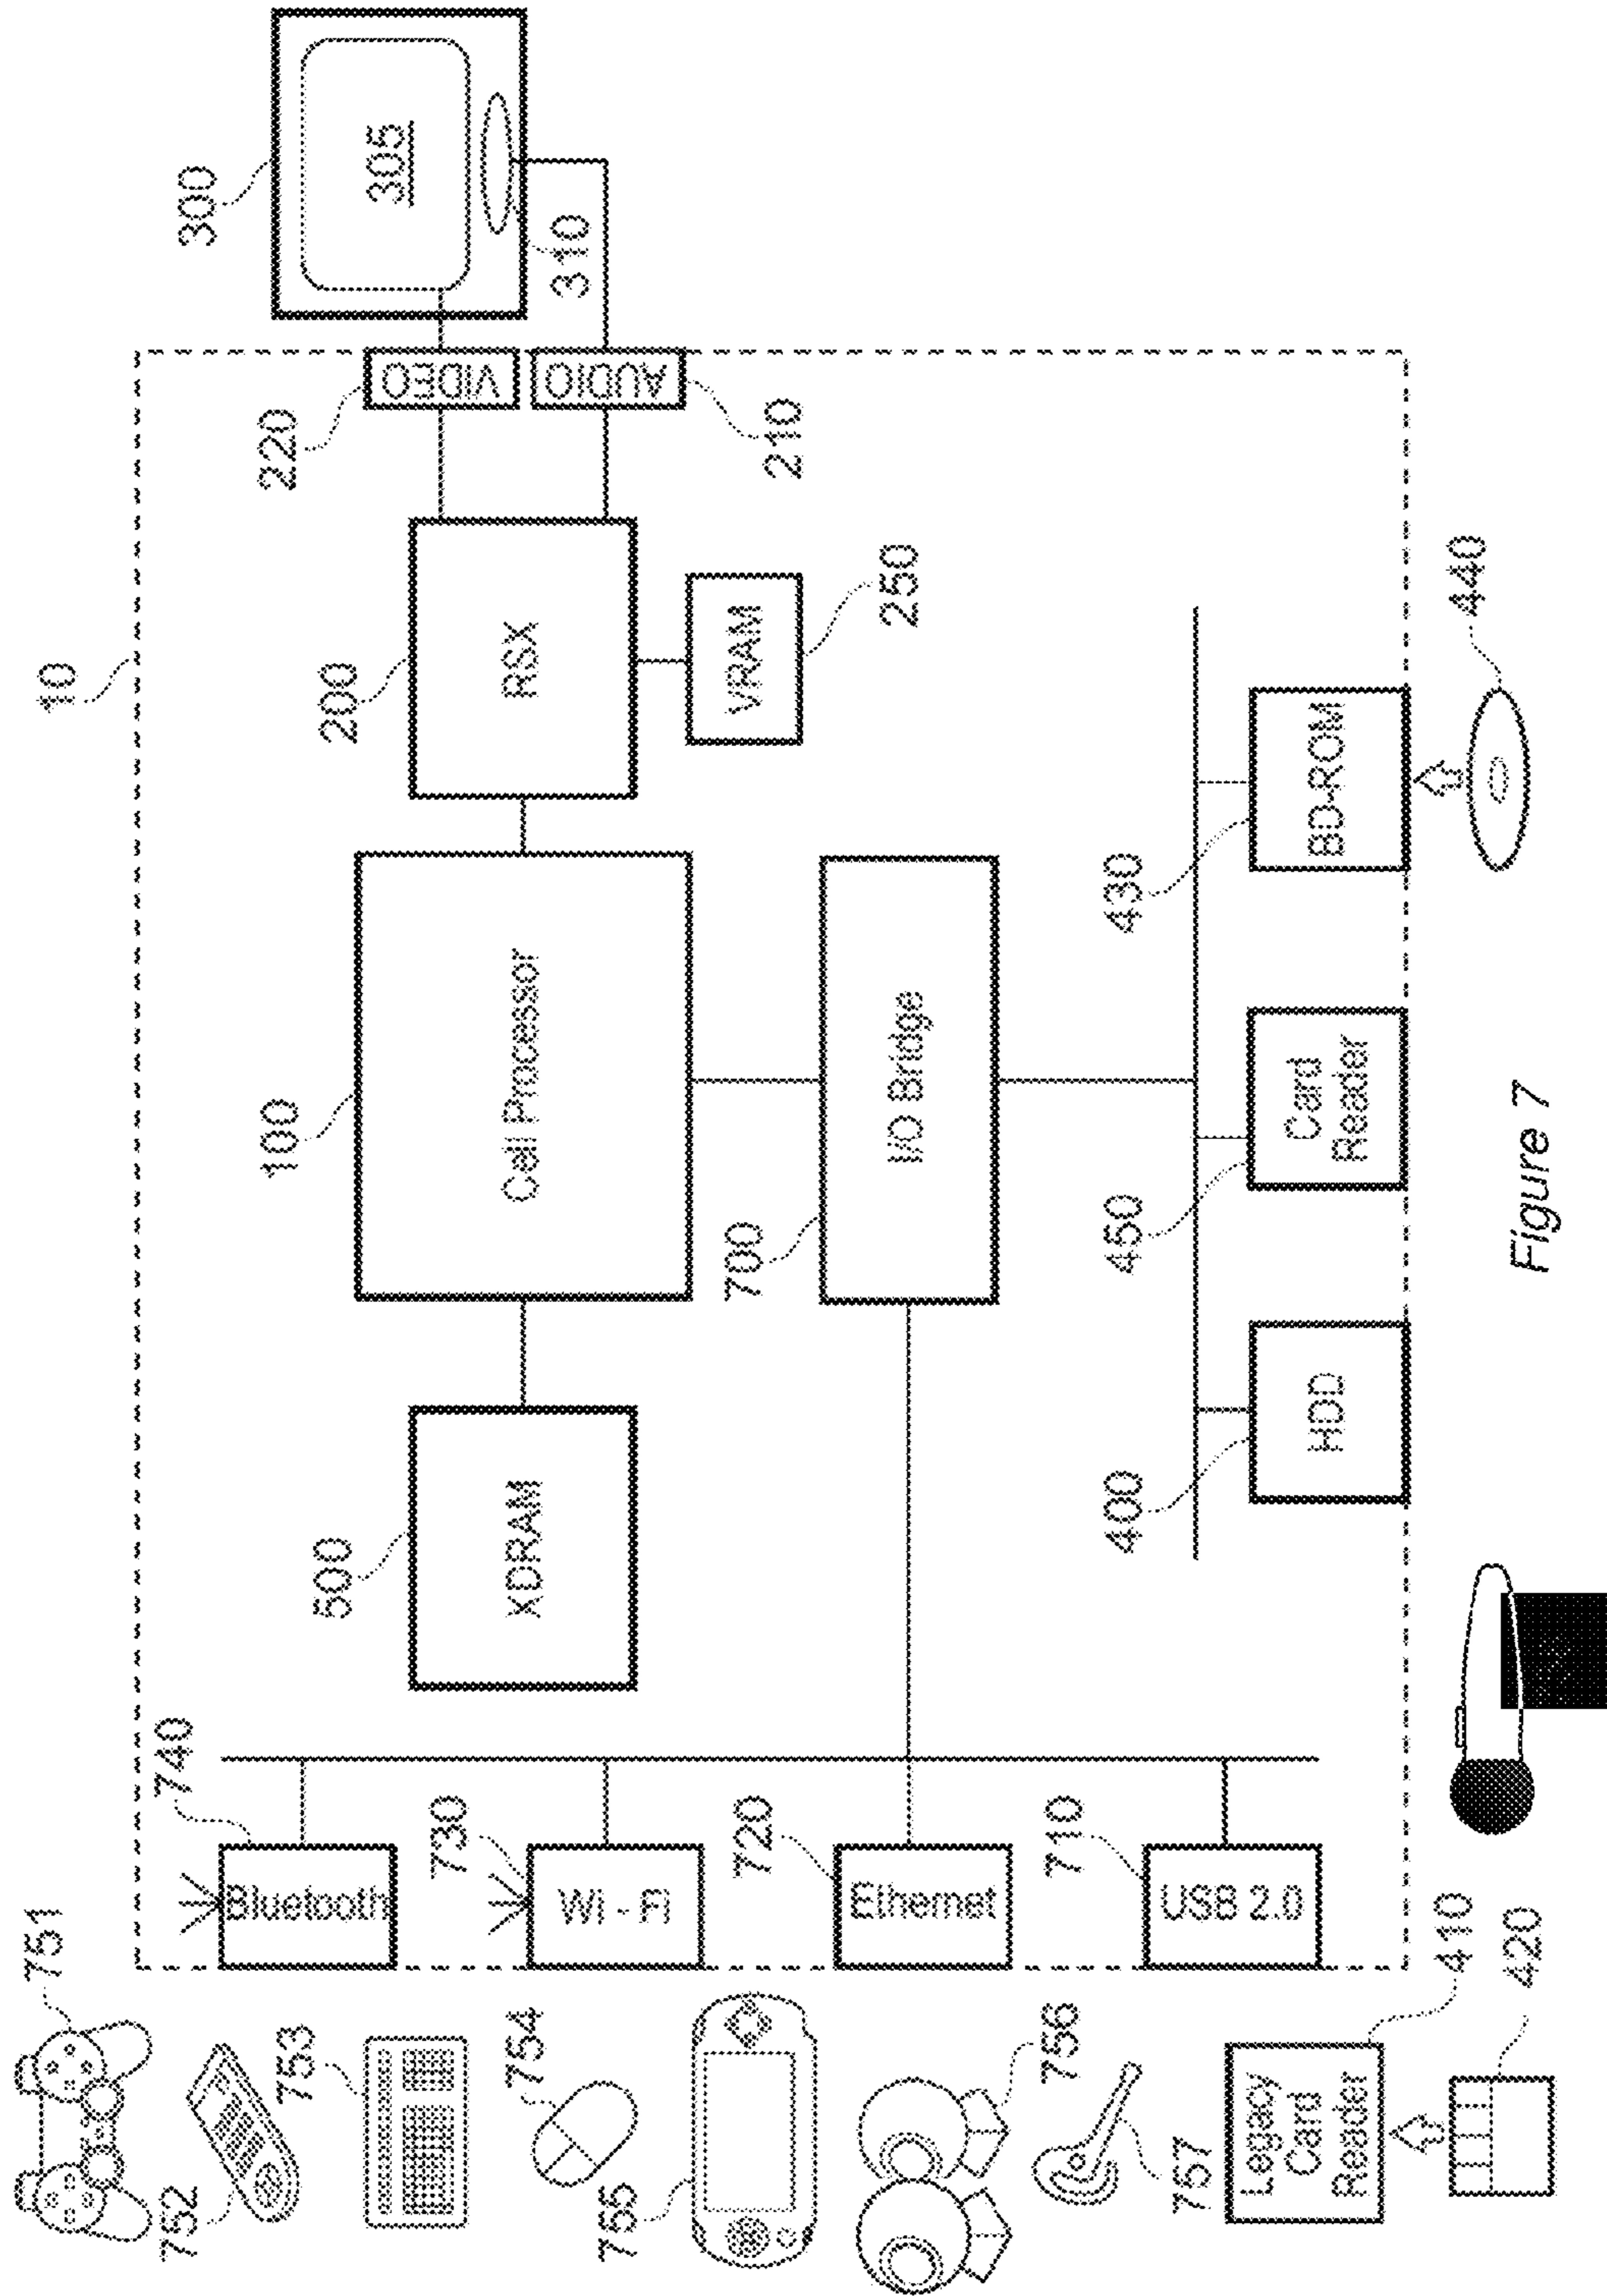 10
300
305
310
220
VIDEO
AUDIO
210
200
RSX
VRAM
250
100
Cell Processor
500
XDRAM
700
I/O Bridge
740
Bluetooth
730
Wi - Fi
720
Ethernet
710
USB 2.0
400
HDD
450
Card
Reader
430
BD-ROM
440
751
752
753
754
755
756
757
Legacy
Card
Reader
410
420
Figure 7